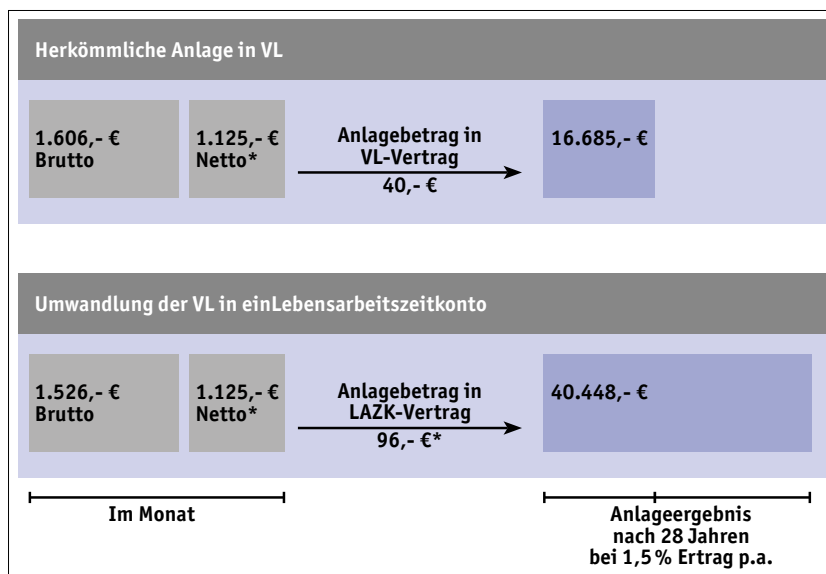 Herkömmliche Anlage in VL
1.606,- €
Brutto
1.125,- €
Netto*
Anlagebetrag in
VL-Vertrag
40,- €
16.685,- €
Umwandlung der VL in einLebensarbeitszeitkonto
1.526,- €
Brutto
1.125,- €
Netto*
Anlagebetrag in
LAZK-Vertrag
96,- €*
40.448,- €
Im Monat
Anlageergebnis
nach 28 Jahren
bei 1,5 % Ertrag p.a.